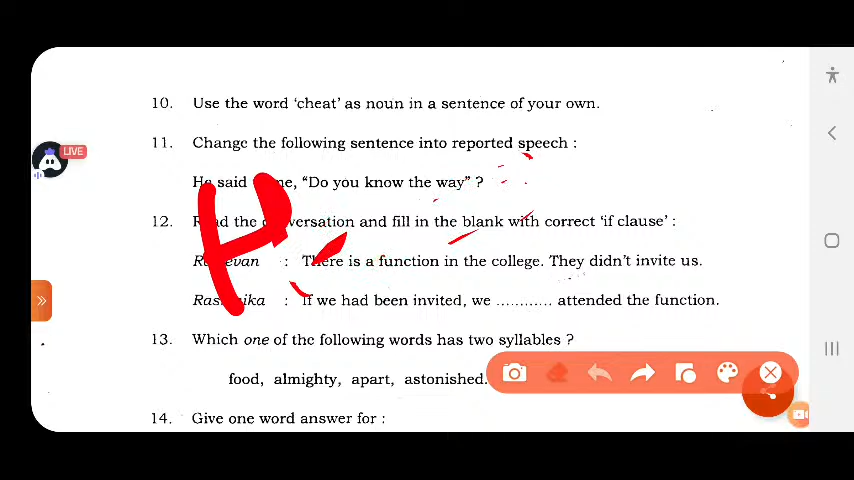 10. Use the word 'cheat' as noun in a sentence of your own.
11. Change the following sentence into reported speech :
LIVE
He said me, "Do you know the way" ?
12. Read the conversation and fill in the blank with correct 'if clause' :
: There is a function in the college. They didn't invite us.
: If we had been invited, we ............ attended the function.
13. Which one of the following words has two syllables ?
food, almighty, apart, astonished.
14. Give one word answer for :